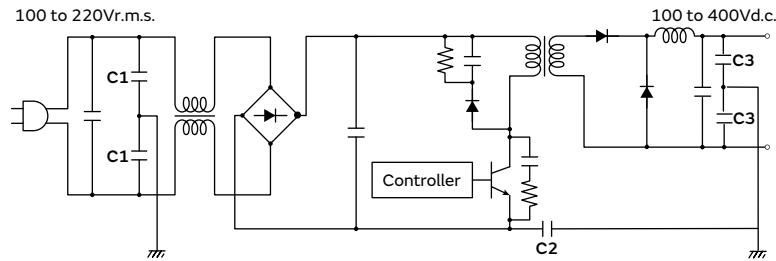 100 to 220Vr.m.s.
100 to 400Vd.c.
C1
C3
C3
C1
Controller
C2